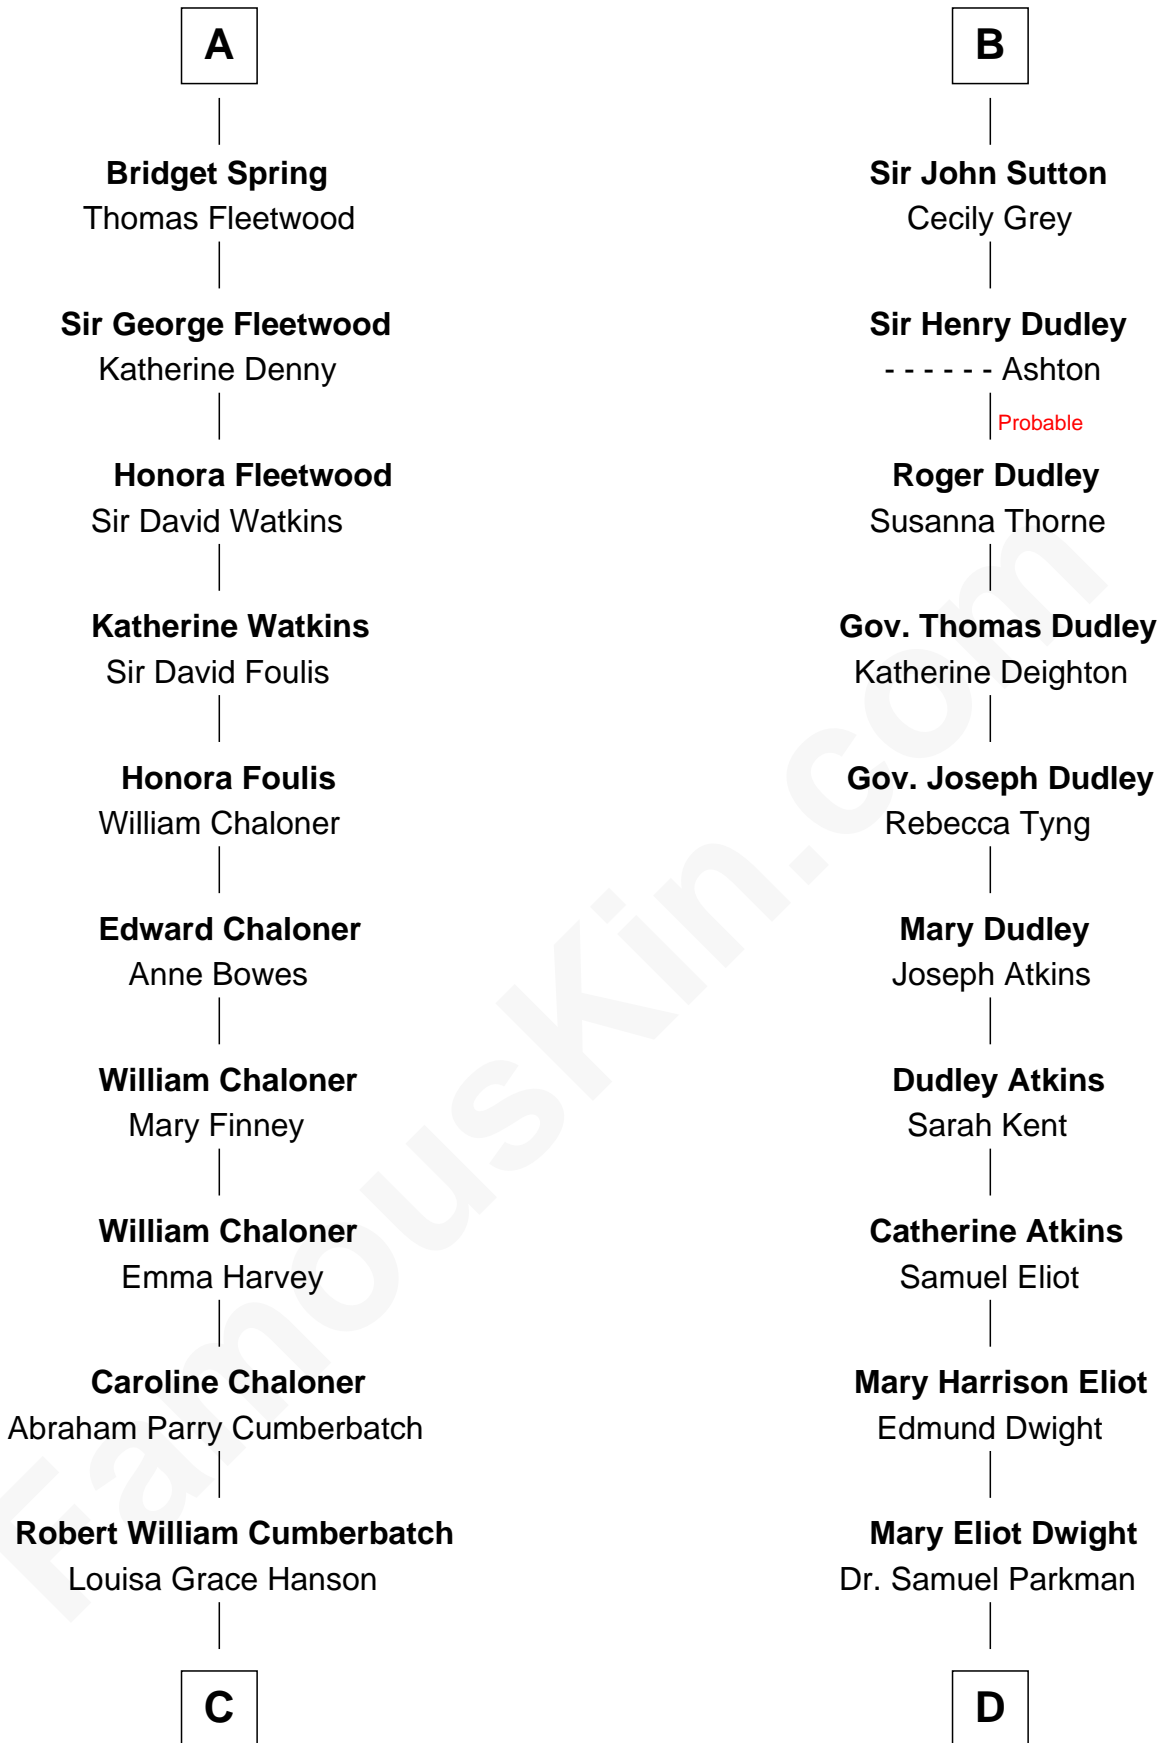 A
Bridget Spring
Thomas Fleetwood
Sir George Fleetwood
Katherine Denny
Honora Fleetwood
Sir David Watkins
Katherine Watkins
Sir David Foulis
Honora Foulis
William Chaloner
Edward Chaloner
Anne Bowes
William Chaloner
Mary Finney
William Chaloner
Emma Harvey
Caroline Chaloner
Abraham Parry Cumberbatch
Robert William Cumberbatch
Louisa Grace Hanson
C
B
Sir John Sutton
Cecily Grey
Sir Henry Dudley
- - - - - - Ashton
Probable
Roger Dudley
Susanna Thorne
Gov. Thomas Dudley
Katherine Deighton
Gov. Joseph Dudley
Rebecca Tyng
Mary Dudley
Joseph Atkins
Dudley Atkins
Sarah Kent
Catherine Atkins
Samuel Eliot
Mary Harrison Eliot
Edmund Dwight
Mary Eliot Dwight
Dr. Samuel Parkman
D
FamousKin.com